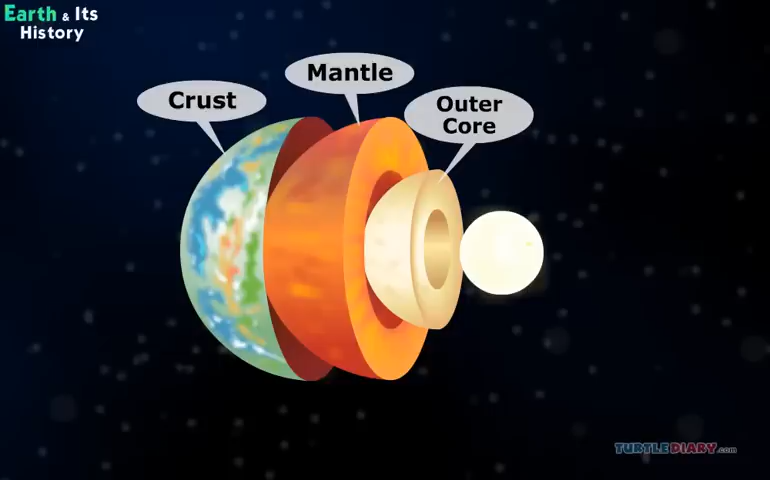 Earth & Its
History
Crust
Mantle
Outer
Core
TURTLEDIARY.com